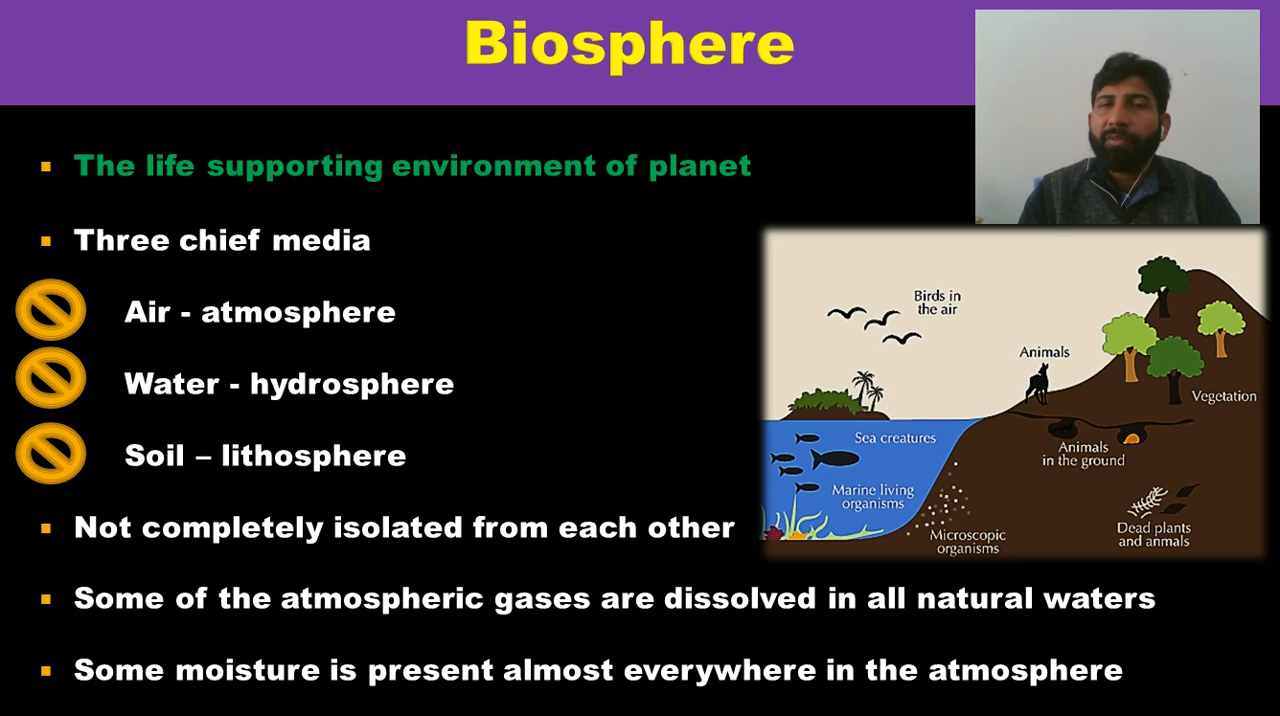 Biosphere
The life supporting environment of planet
Three chief media
Air - atmosphere
Water - hydrosphere
Soil – lithosphere
Not completely isolated from each other
Some of the atmospheric gases are dissolved in all natural waters
Some moisture is present almost everywhere in the atmosphere
Birds in
the air
Animals
Vegetation
Sea creatures
Animals
in the ground
Marine living
organisms
Microscopic
organisms
Dead plants
and anmals